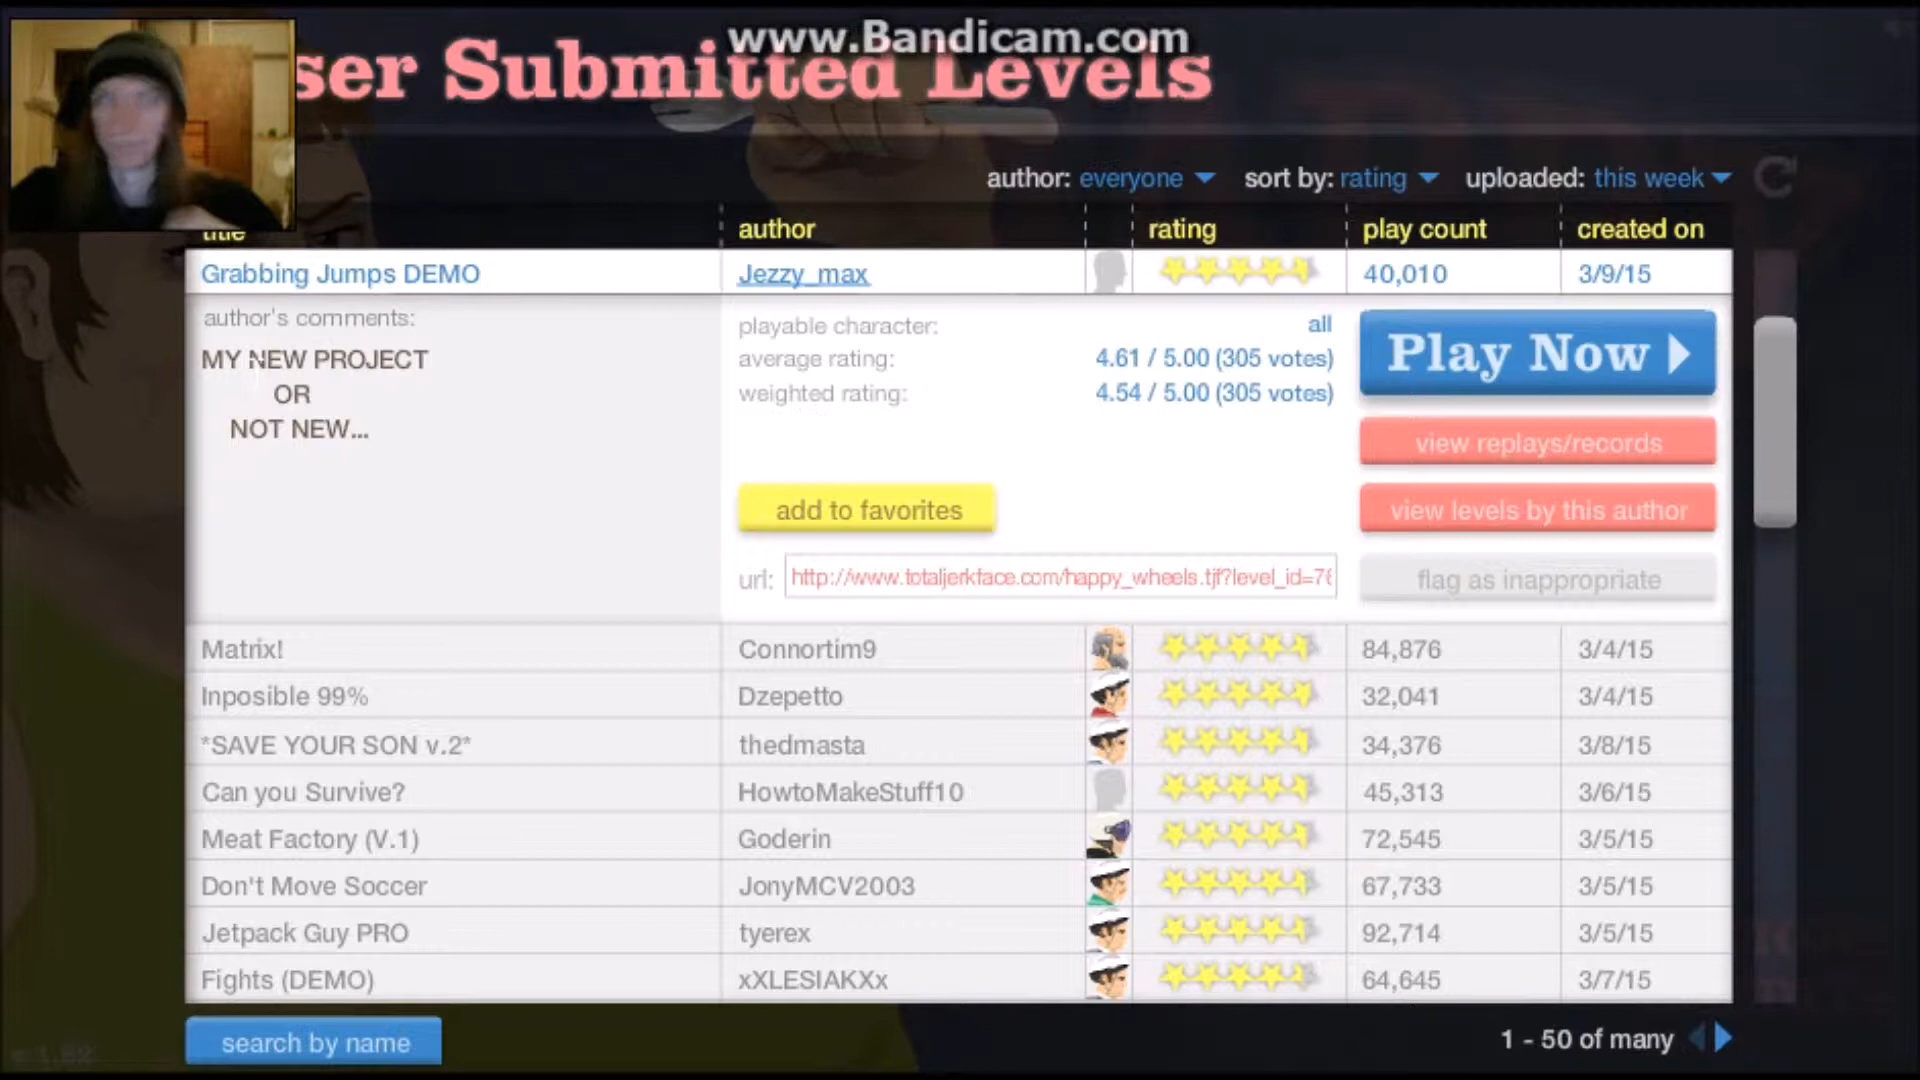 www.Bandicam.com
ser Submitted Levels
author: everyone sort by: rating uploaded: this week
title author rating play count created on
Grabbing Jumps DEMO Jezzy_max 40,010 3/9/15
author's comments:
MY NEW PROJECT
OR
NOT NEW...
playable character: all
average rating: 4.61 / 5.00 (305 votes)
weighted rating: 4.54 / 5.00 (305 votes)
add to favorites
url: http://www.totaljerkface.com/happy_wheels.tjf?level_id=76
Play Now
view replays/records
view levels by this author
flag as inappropriate
Matrix! Connortim9 84,876 3/4/15
Inposible 99% Dzepetto 32,041 3/4/15
*SAVE YOUR SON v.2* thedmasta 34,376 3/8/15
Can you Survive? HowtoMakeStuff10 45,313 3/6/15
Meat Factory (V.1) Goderin 72,545 3/5/15
Don't Move Soccer JonyMCV2003 67,733 3/5/15
Jetpack Guy PRO tyerex 92,714 3/5/15
Fights (DEMO) xXLESIAKXx 64,645 3/7/15
search by name
1 - 50 of many